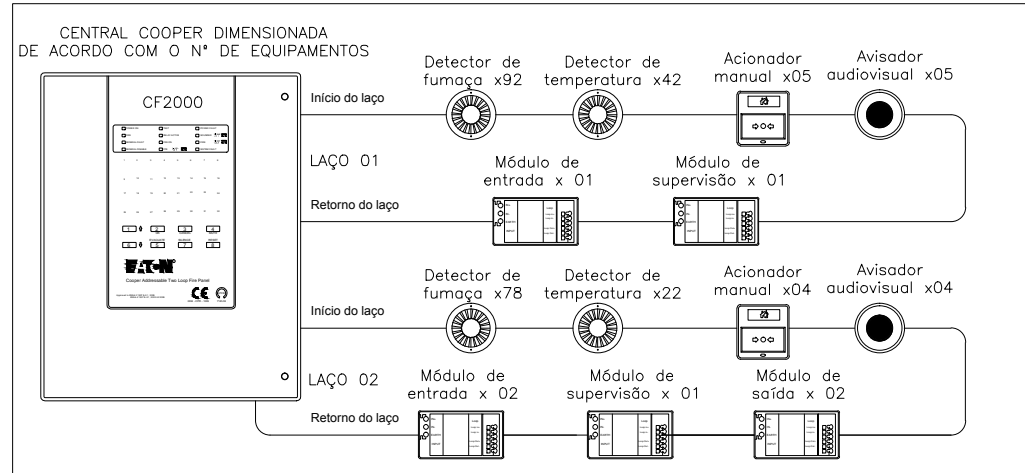 CENTRAL COOPER DIMENSIONADA
DE ACORDO COM O Nº DE EQUIPAMENTOS
CF2000
EATON
Cooper Addressable Two Loop Fire Panel
CE
Início do laço
LAÇO 01
Retorno do laço
Detector de
fumaça x92
Detector de
temperatura x42
Acionador
manual x05
Avisador
audiovisual x05
Módulo de
entrada x 01
Módulo de
supervisão x 01
Início do laço
LAÇO 02
Retorno do laço
Detector de
fumaça x78
Detector de
temperatura x22
Acionador
manual x04
Avisador
audiovisual x04
Módulo de
entrada x 02
Módulo de
supervisão x 01
Módulo de
saída x 02